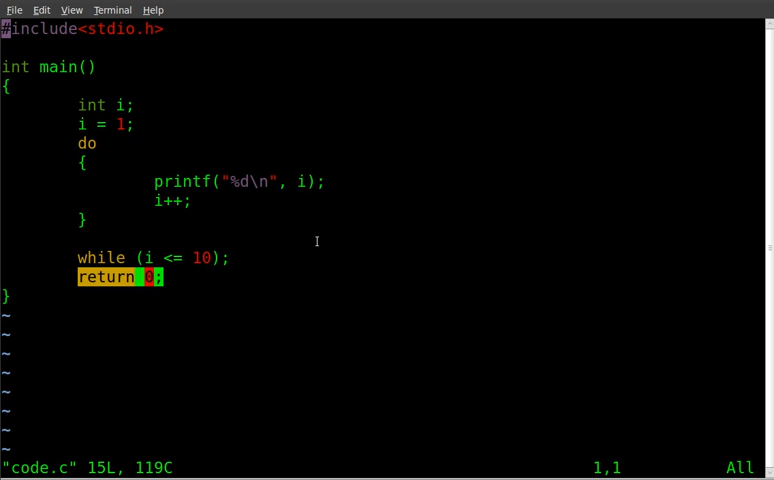 File Edit View Terminal Help
#include<stdio.h>
int main()
{
int i;
i = 1;
do
{
printf("%d\n", i);
i++;
}
while (i <= 10);
return 0;
}
~
~
~
~
~
~
~
~
"code.c" 15L, 119C 1,1 All